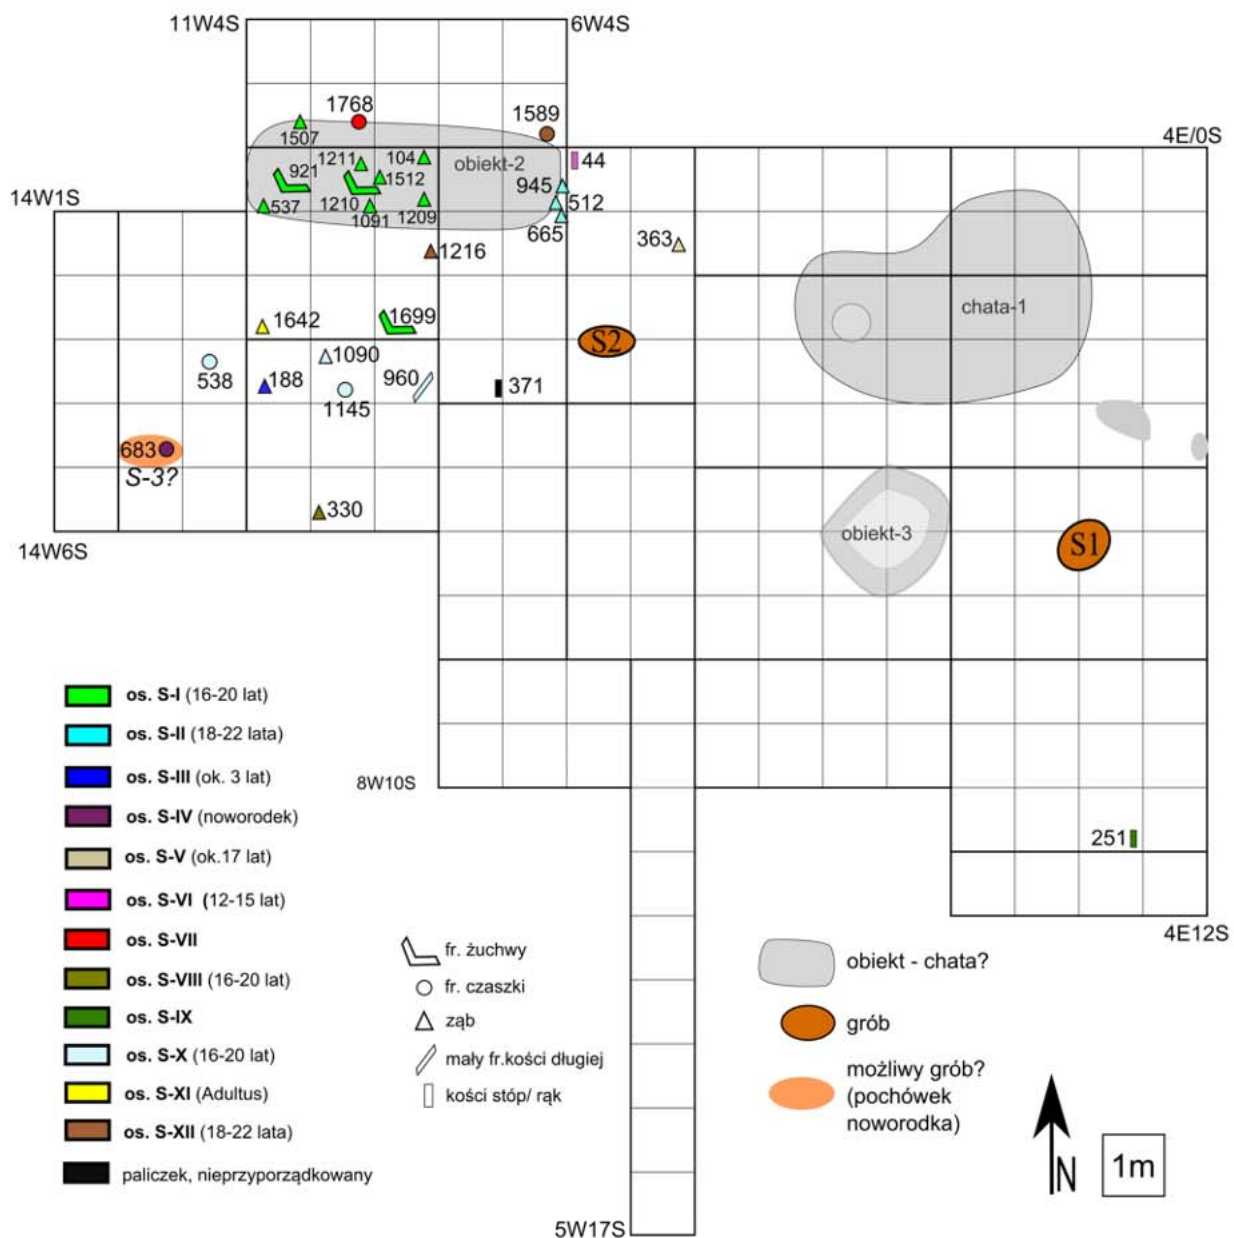 11W4S
6W4S
1768
1589
1507
4E/0S
1211
104
obiekt-2
44
921
1512
945
14W1S
537
1210
1091
1209
512
665
363
1216
chata-1
1642
1699
S2
1090
538
188
960
371
1145
683
S-3?
330
obiekt-3
S1
14W6S
8W10S
251
4E12S
5W17S
os. S-I (16-20 lat)
os. S-II (18-22 lata)
os. S-III (ok. 3 lat)
os. S-IV (noworodek)
os. S-V (ok.17 lat)
os. S-VI (12-15 lat)
os. S-VII
os. S-VIII (16-20 lat)
os. S-IX
os. S-X (16-20 lat)
os. S-XI (Adultus)
os. S-XII (18-22 lata)
paliczek, nieprzyporządkowany
fr. żuchwy
fr. czaszki
ząb
mały fr.kości długiej
kości stóp/ rąk
obiekt - chata?
grób
możliwy grób?
(pochówek
noworodka)
N
1m